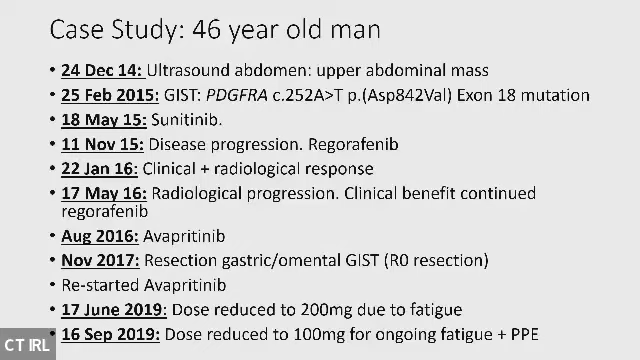 Case Study: 46 year old man
• 24 Dec 14: Ultrasound abdomen: upper abdominal mass
• 25 Feb 2015: GIST: PDGFRA c.252A>T p.(Asp842Val) Exon 18 mutation
• 18 May 15: Sunitinib.
• 11 Nov 15: Disease progression. Regorafenib
• 22 Jan 16: Clinical + radiological response
• 17 May 16: Radiological progression. Clinical benefit continued
regorafenib
• Aug 2016: Avapritinib
• Nov 2017: Resection gastric/omental GIST (R0 resection)
• Re-started Avapritinib
• 17 June 2019: Dose reduced to 200mg due to fatigue
• 16 Sep 2019: Dose reduced to 100mg for ongoing fatigue + PPE
CT IRL